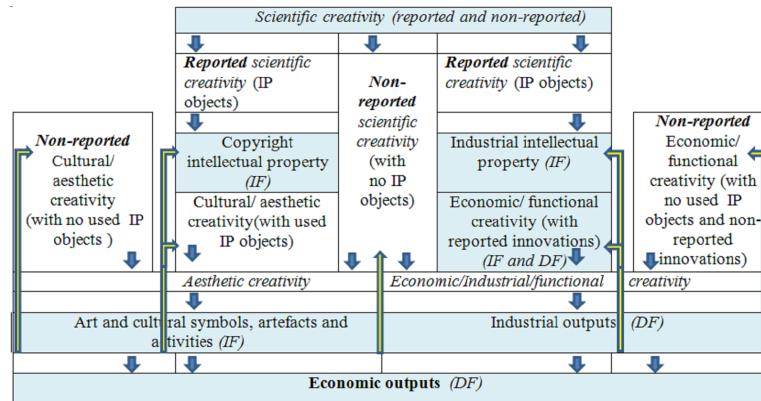 Scientific creativity (reported and non-reported)
Reported scientific
creativity (IP
objects)
Non-
reported
scientific
creativity
(with
no IP
objects)
Reported scientific
creativity (IP objects)
Non-reported
Cultural/
aesthetic
creativity
(with no used IP
objects )
Copyright
intellectual property
(IF)
Cultural/ aesthetic
creativity(with used
IP objects)
Industrial intellectual
property (IF)
Economic/ functional
creativity (with
reported innovations)
(IF and DF)
Non-reported
Economic/
functional
creativity (with
no used IP
objects and non-
reported
innovations)
Aesthetic creativity
Economic/Industrial/functional creativity
Art and cultural symbols, artefacts and
activities (IF)
Industrial outputs (DF)
Economic outputs (DF)